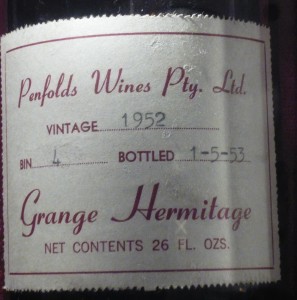 Penfolds Wines Pty. Ltd.
VINTAGE 1952
BIN 4 BOTTLED 1-5-53
Grange Hermitage
NET CONTENTS 26 FL. OZS.